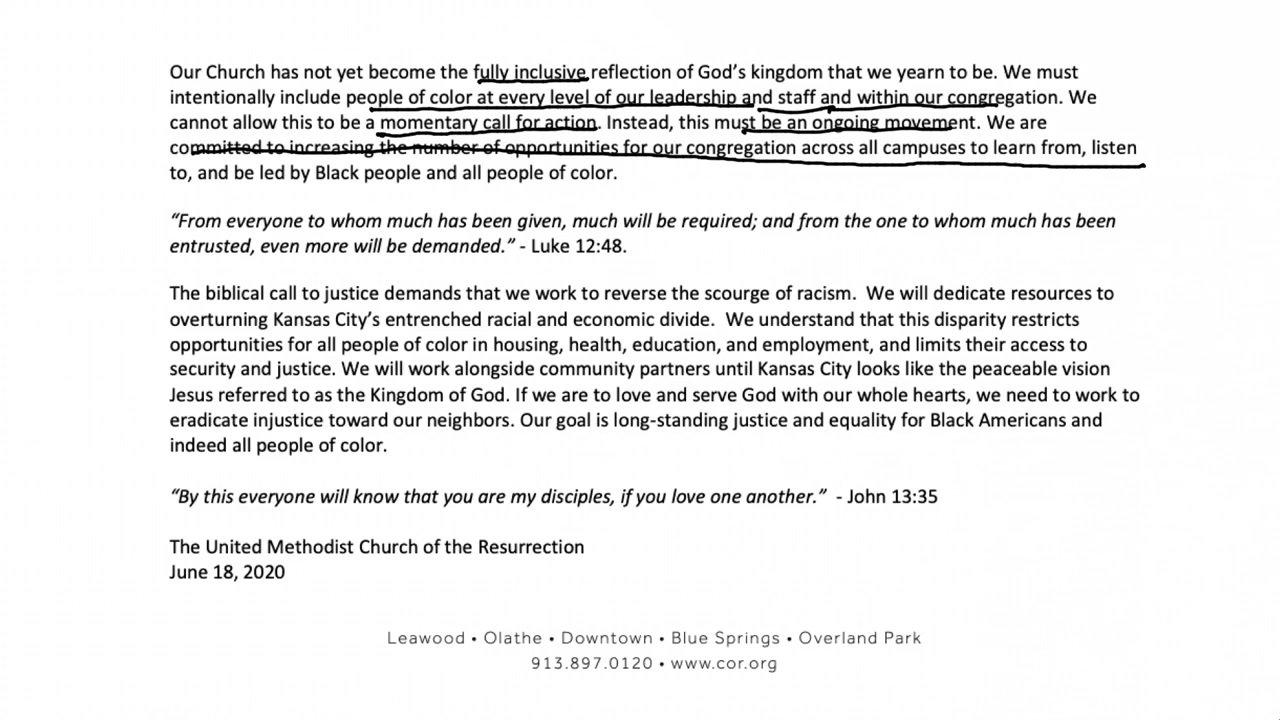 Our Church has not yet become the fully inclusive reflection of God's kingdom that we yearn to be. We must
intentionally include people of color at every level of our leadership and staff and within our congregation. We
cannot allow this to be a momentary call for action. Instead, this must be an ongoing movement. We are
committed to increasing the number of opportunities for our congregation across all campuses to learn from, listen
to, and be led by Black people and all people of color.
“From everyone to whom much has been given, much will be required; and from the one to whom much has been
entrusted, even more will be demanded.” - Luke 12:48.
The biblical call to justice demands that we work to reverse the scourge of racism.  We will dedicate resources to
overturning Kansas City’s entrenched racial and economic divide.  We understand that this disparity restricts
opportunities for all people of color in housing, health, education, and employment, and limits their access to
security and justice. We will work alongside community partners until Kansas City looks like the peaceable vision
Jesus referred to as the Kingdom of God. If we are to love and serve God with our whole hearts, we need to work to
eradicate injustice toward our neighbors. Our goal is long-standing justice and equality for Black Americans and
indeed all people of color.
“By this everyone will know that you are my disciples, if you love one another.”  - John 13:35
The United Methodist Church of the Resurrection
June 18, 2020
Leawood • Olathe • Downtown • Blue Springs • Overland Park
913.897.0120 • www.cor.org